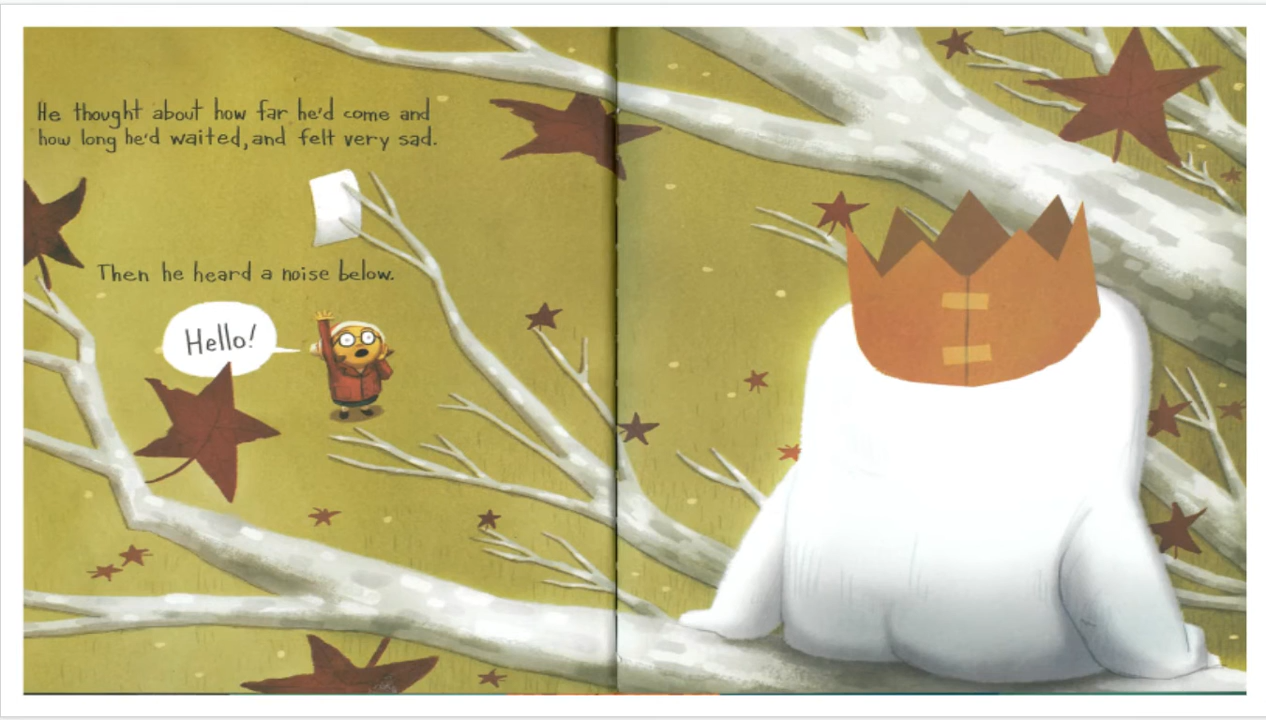 He thought about how far he'd come and
how long he'd waited, and felt very sad.
Then he heard a noise below.
Hello!